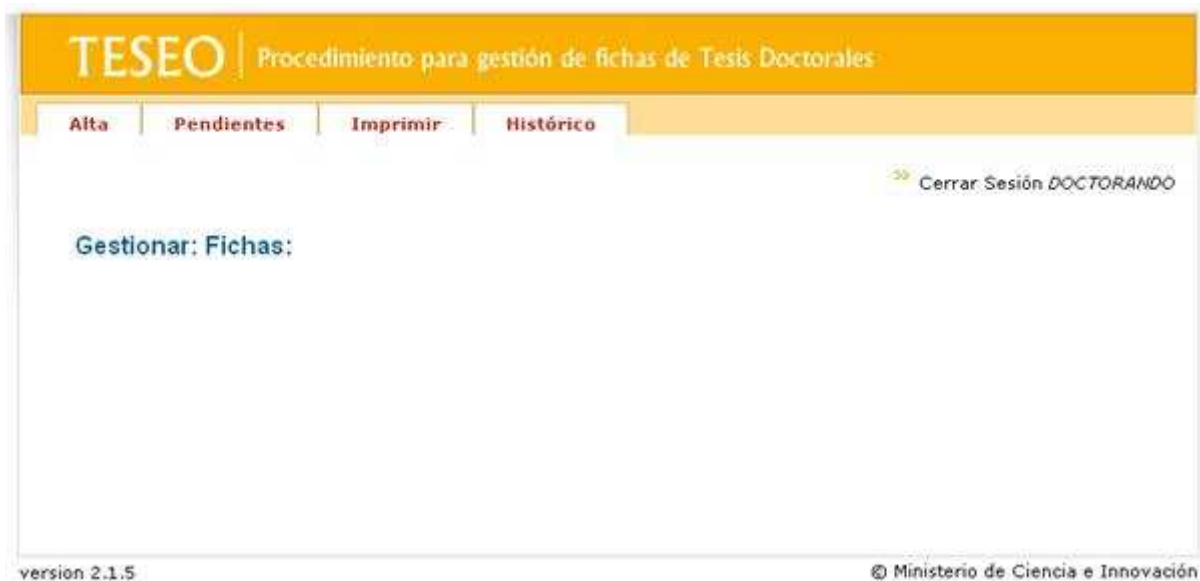 TESEO | Procedimiento para gestión de fichas de Tesis Doctorales
Alta Pendientes Imprimir Histórico
Cerrar Sesión DOCTORANDO
Gestionar: Fichas:
version 2.1.5 © Ministerio de Ciencia e Innovación